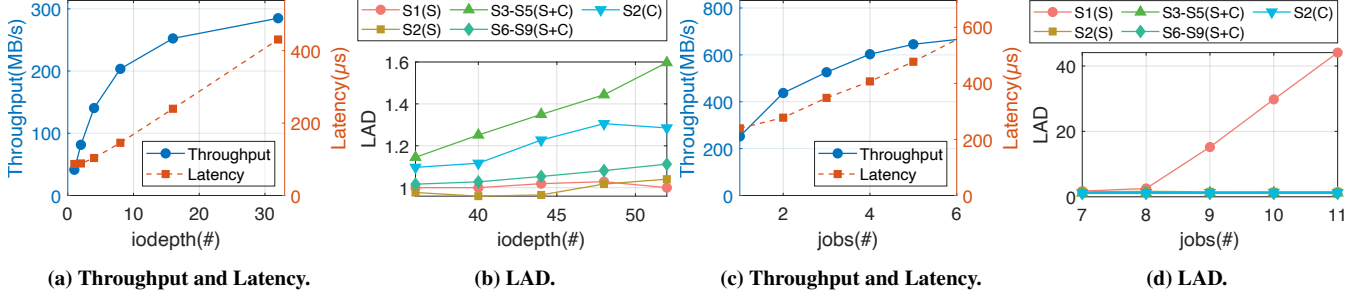 Throughput(MB/s)
300
200
100
0
400
200
0
Latency(μs)
Throughput
Latency
0 10 20 30
iodepth(#)
(a) Throughput and Latency.
S1(S) S3-S5(S+C) S2(C)
S2(S) S6-S9(S+C)
LAD
1.6
1.4
1.2
1
40 45 50
iodepth(#)
(b) LAD.
Throughput(MB/s)
800
600
400
200
0
600
400
200
0
Latency(μs)
Throughput
Latency
2 4 6
jobs(#)
(c) Throughput and Latency.
S1(S) S3-S5(S+C) S2(C)
S2(S) S6-S9(S+C)
LAD
40
20
0
7 8 9 10 11
jobs(#)
(d) LAD.